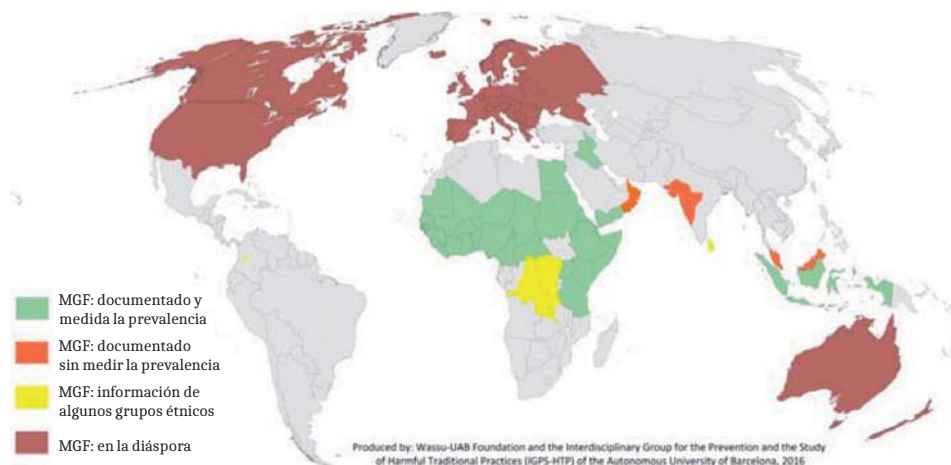 MGF: documentado y
medida la prevalencia
MGF: documentado
sin medir la prevalencia
MGF: información de
algunos grupos étnicos
MGF: en la diáspora
Produced by: Wassu-UAB Foundation and the Interdisciplinary Group for the Prevention and the Study
of Harmful Traditional Practices (IGPS-HTP) of the Autonomous University of Barcelona, 2016